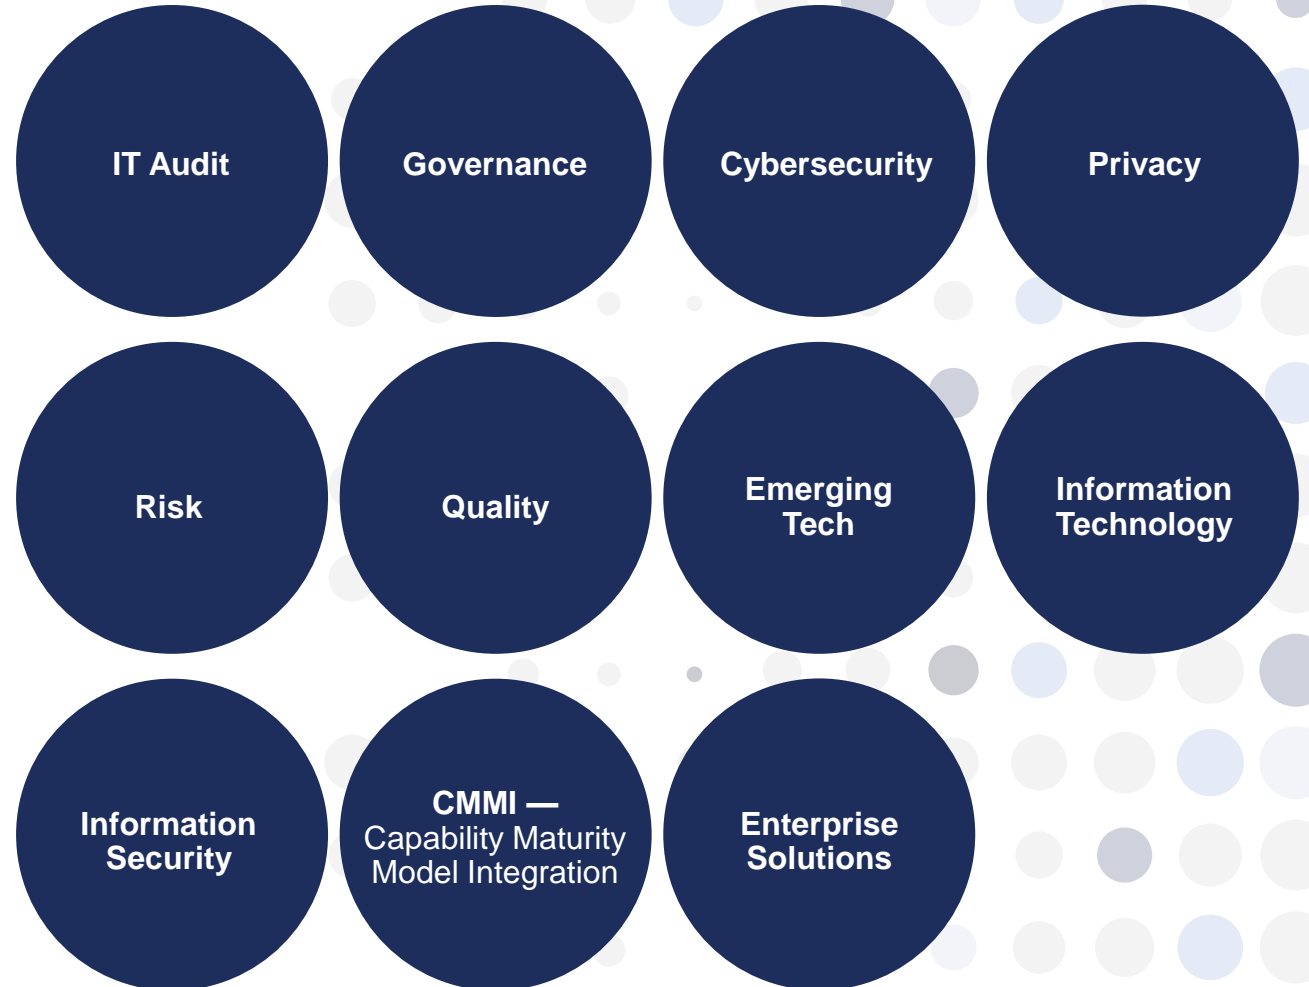 IT Audit
Governance
Cybersecurity
Privacy
Risk
Quality
Emerging
Tech
Information
Technology
Information
Security
CMMI —
Capability Maturity
Model Integration
Enterprise
Solutions